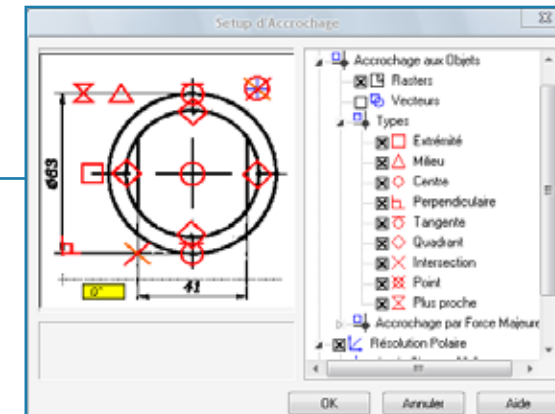 Setup d'Accrochage
Accrochage aux Objets
Rasters
Vecteurs
Types
Extrémité
Milieu
Centre
Perpendiculaire
Tangente
Quadrant
Intersection
Point
Plus proche
Accrochage par Force Majeure
Résolution Polaire
ø63
0°
41
OK
Annuler
Aide